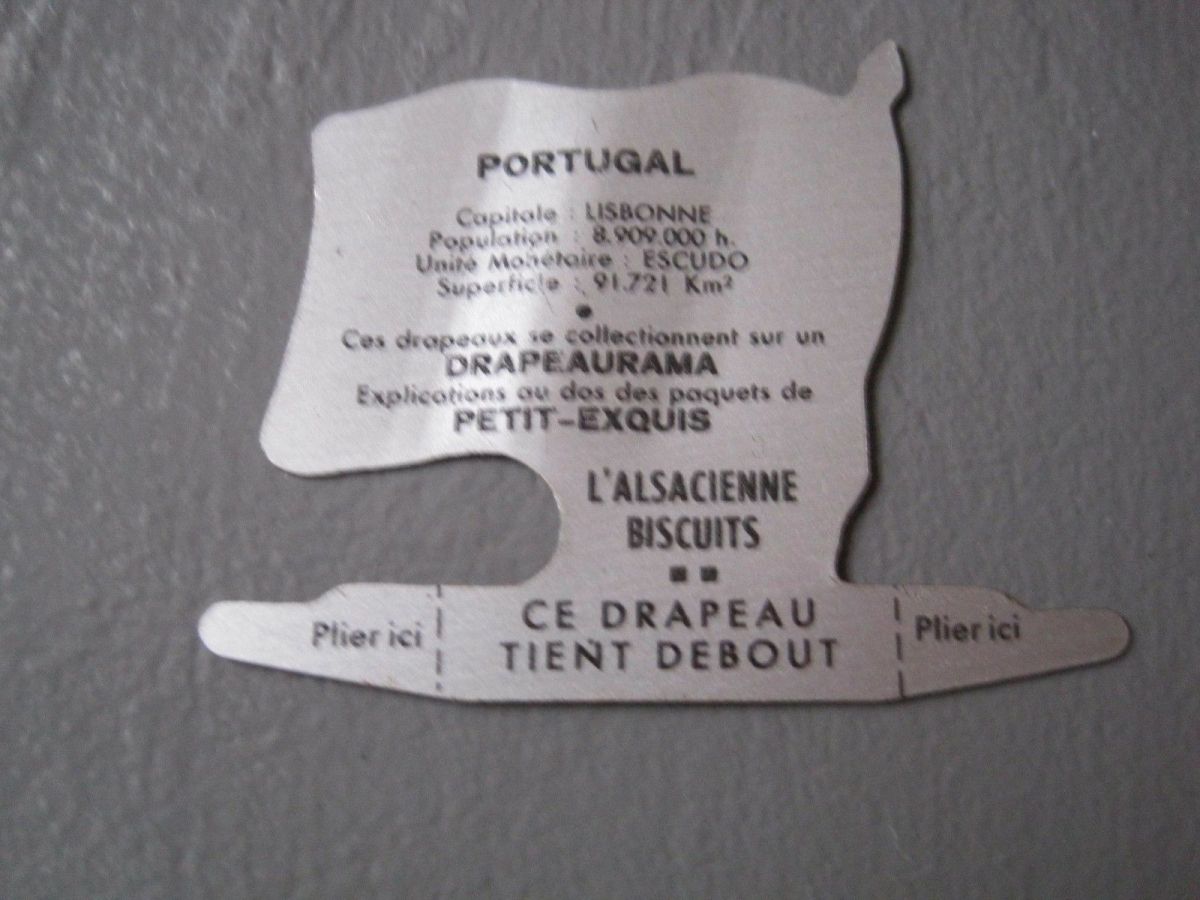 PORTUGAL
Capitale : LISBONNE
Population : 8.909.000 h.
Unité Monétaire : ESCUDO
Superficie : 91.721 Km²
Ces drapeaux se collectionnent sur un
DRAPEAURAMA
Explications au dos des paquets de
PETIT-EXQUIS
L'ALSACIENNE
BISCUITS
Plier ici
CE DRAPEAU
TIENT DEBOUT
Plier ici